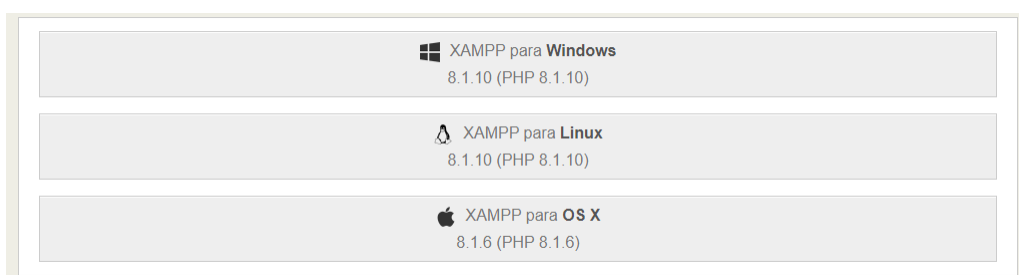 XAMPP para Windows
8.1.10 (PHP 8.1.10)
XAMPP para Linux
8.1.10 (PHP 8.1.10)
XAMPP para OS X
8.1.6 (PHP 8.1.6)